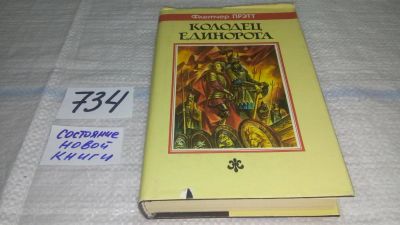 Флетчер ПРЭТТ
КОЛОДЕЦ
ЕДИНОРОГА
734
СОСТОЯНИЕ
НОВОЙ
КНИГИ